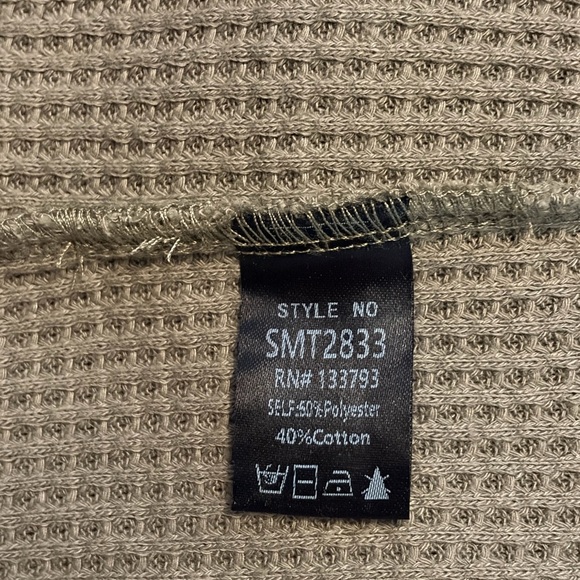 STYLE NO
SMT2833
RN# 133793
SELF:60%Polyester
40%Cotton